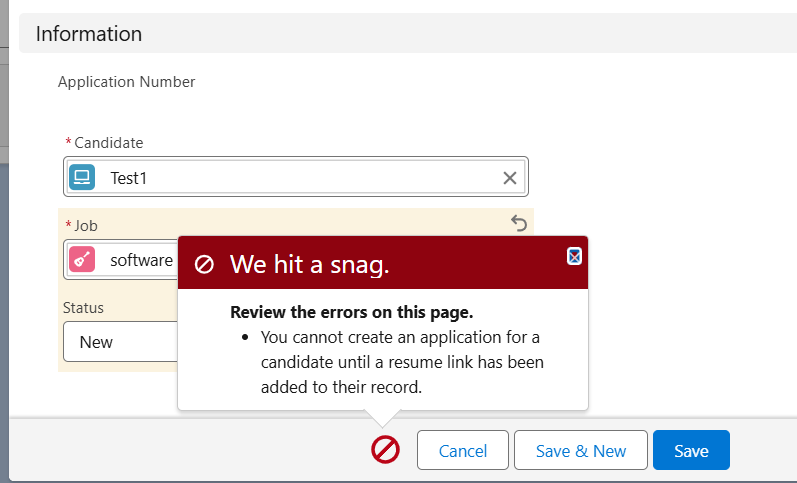 Information
Application Number
* Candidate
Test1
* Job
software
We hit a snag.
Review the errors on this page.
• You cannot create an application for a
candidate until a resume link has been
added to their record.
Status
New
Cancel
Save & New
Save